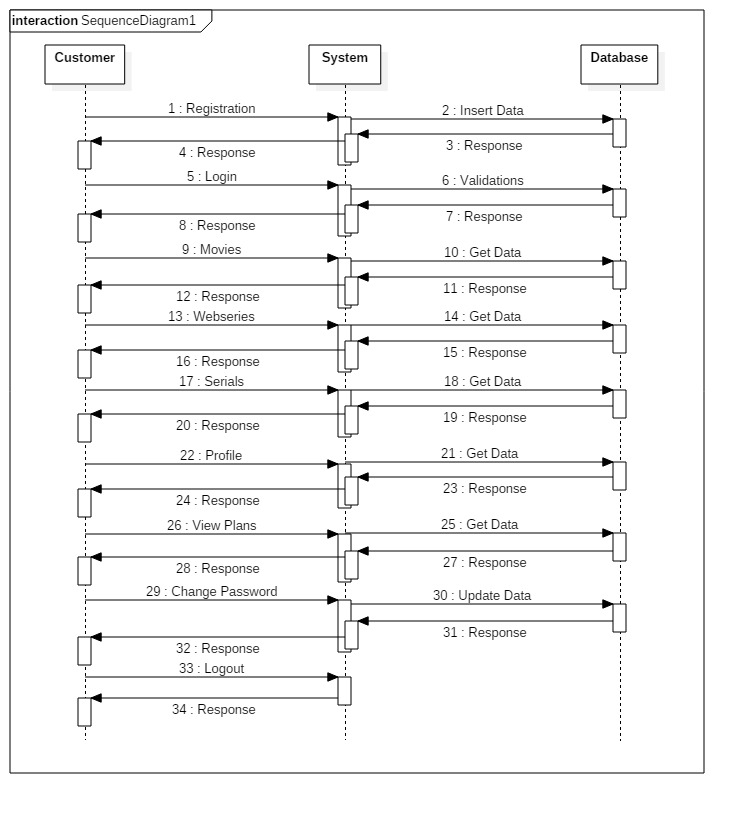 interaction SequenceDiagram1
Customer
System
Database
1 : Registration
2 : Insert Data
3 : Response
4 : Response
5 : Login
6 : Validations
7 : Response
8 : Response
9 : Movies
10 : Get Data
11 : Response
12 : Response
13 : Webseries
14 : Get Data
15 : Response
16 : Response
17 : Serials
18 : Get Data
19 : Response
20 : Response
21 : Get Data
22 : Profile
23 : Response
24 : Response
25 : Get Data
26 : View Plans
27 : Response
28 : Response
29 : Change Password
30 : Update Data
31 : Response
32 : Response
33 : Logout
34 : Response